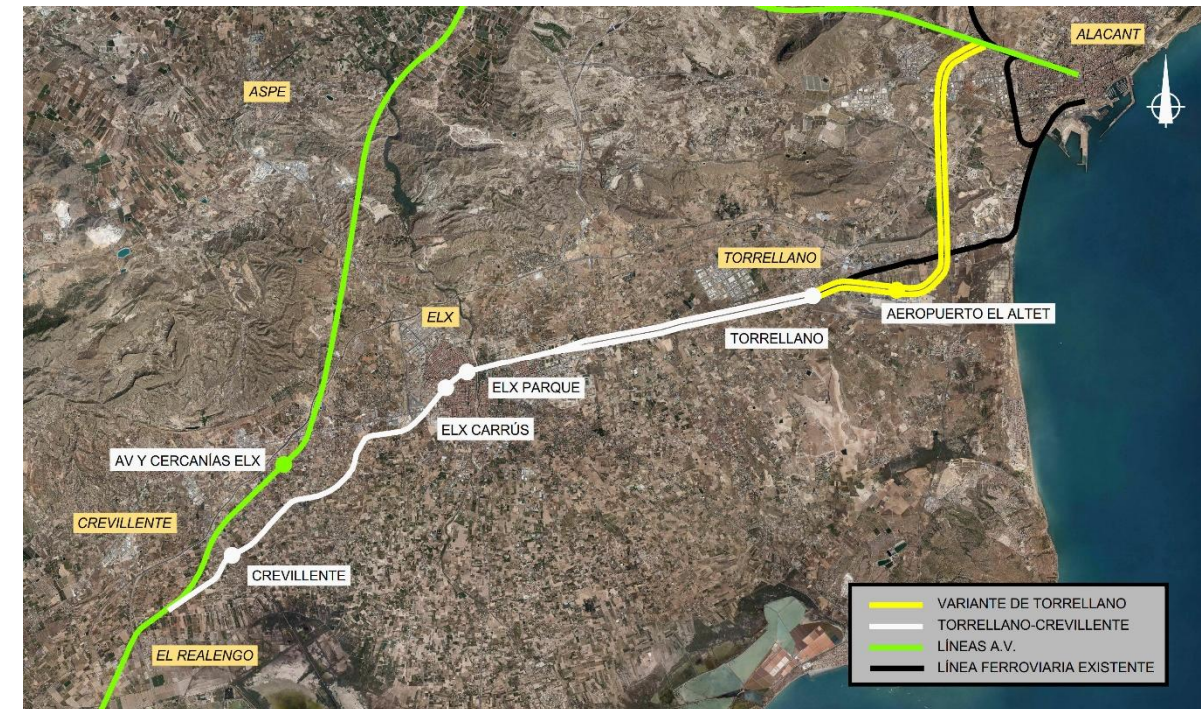 ALACANT
ASPE
TORRELLANO
AEROPUERTO EL ALTET
ELX
TORRELLANO
ELX PARQUE
ELX CARRÚS
AV Y CERCANÍAS ELX
CREVILLENTE
CREVILLENTE
EL REALENGO
VARIANTE DE TORRELLANO
TORRELLANO-CREVILLENTE
LÍNEAS A.V.
LÍNEA FERROVIARIA EXISTENTE